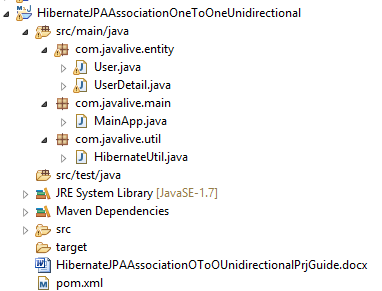 HibernateJPAAssociationOneToOneUnidirectional
src/main/java
com.javalive.entity
User.java
UserDetail.java
com.javalive.main
MainApp.java
com.javalive.util
HibernateUtil.java
src/test/java
JRE System Library [JavaSE-1.7]
Maven Dependencies
src
target
HibernateJPAAssociationOToOUnidirectionalPrjGuide.docx
pom.xml